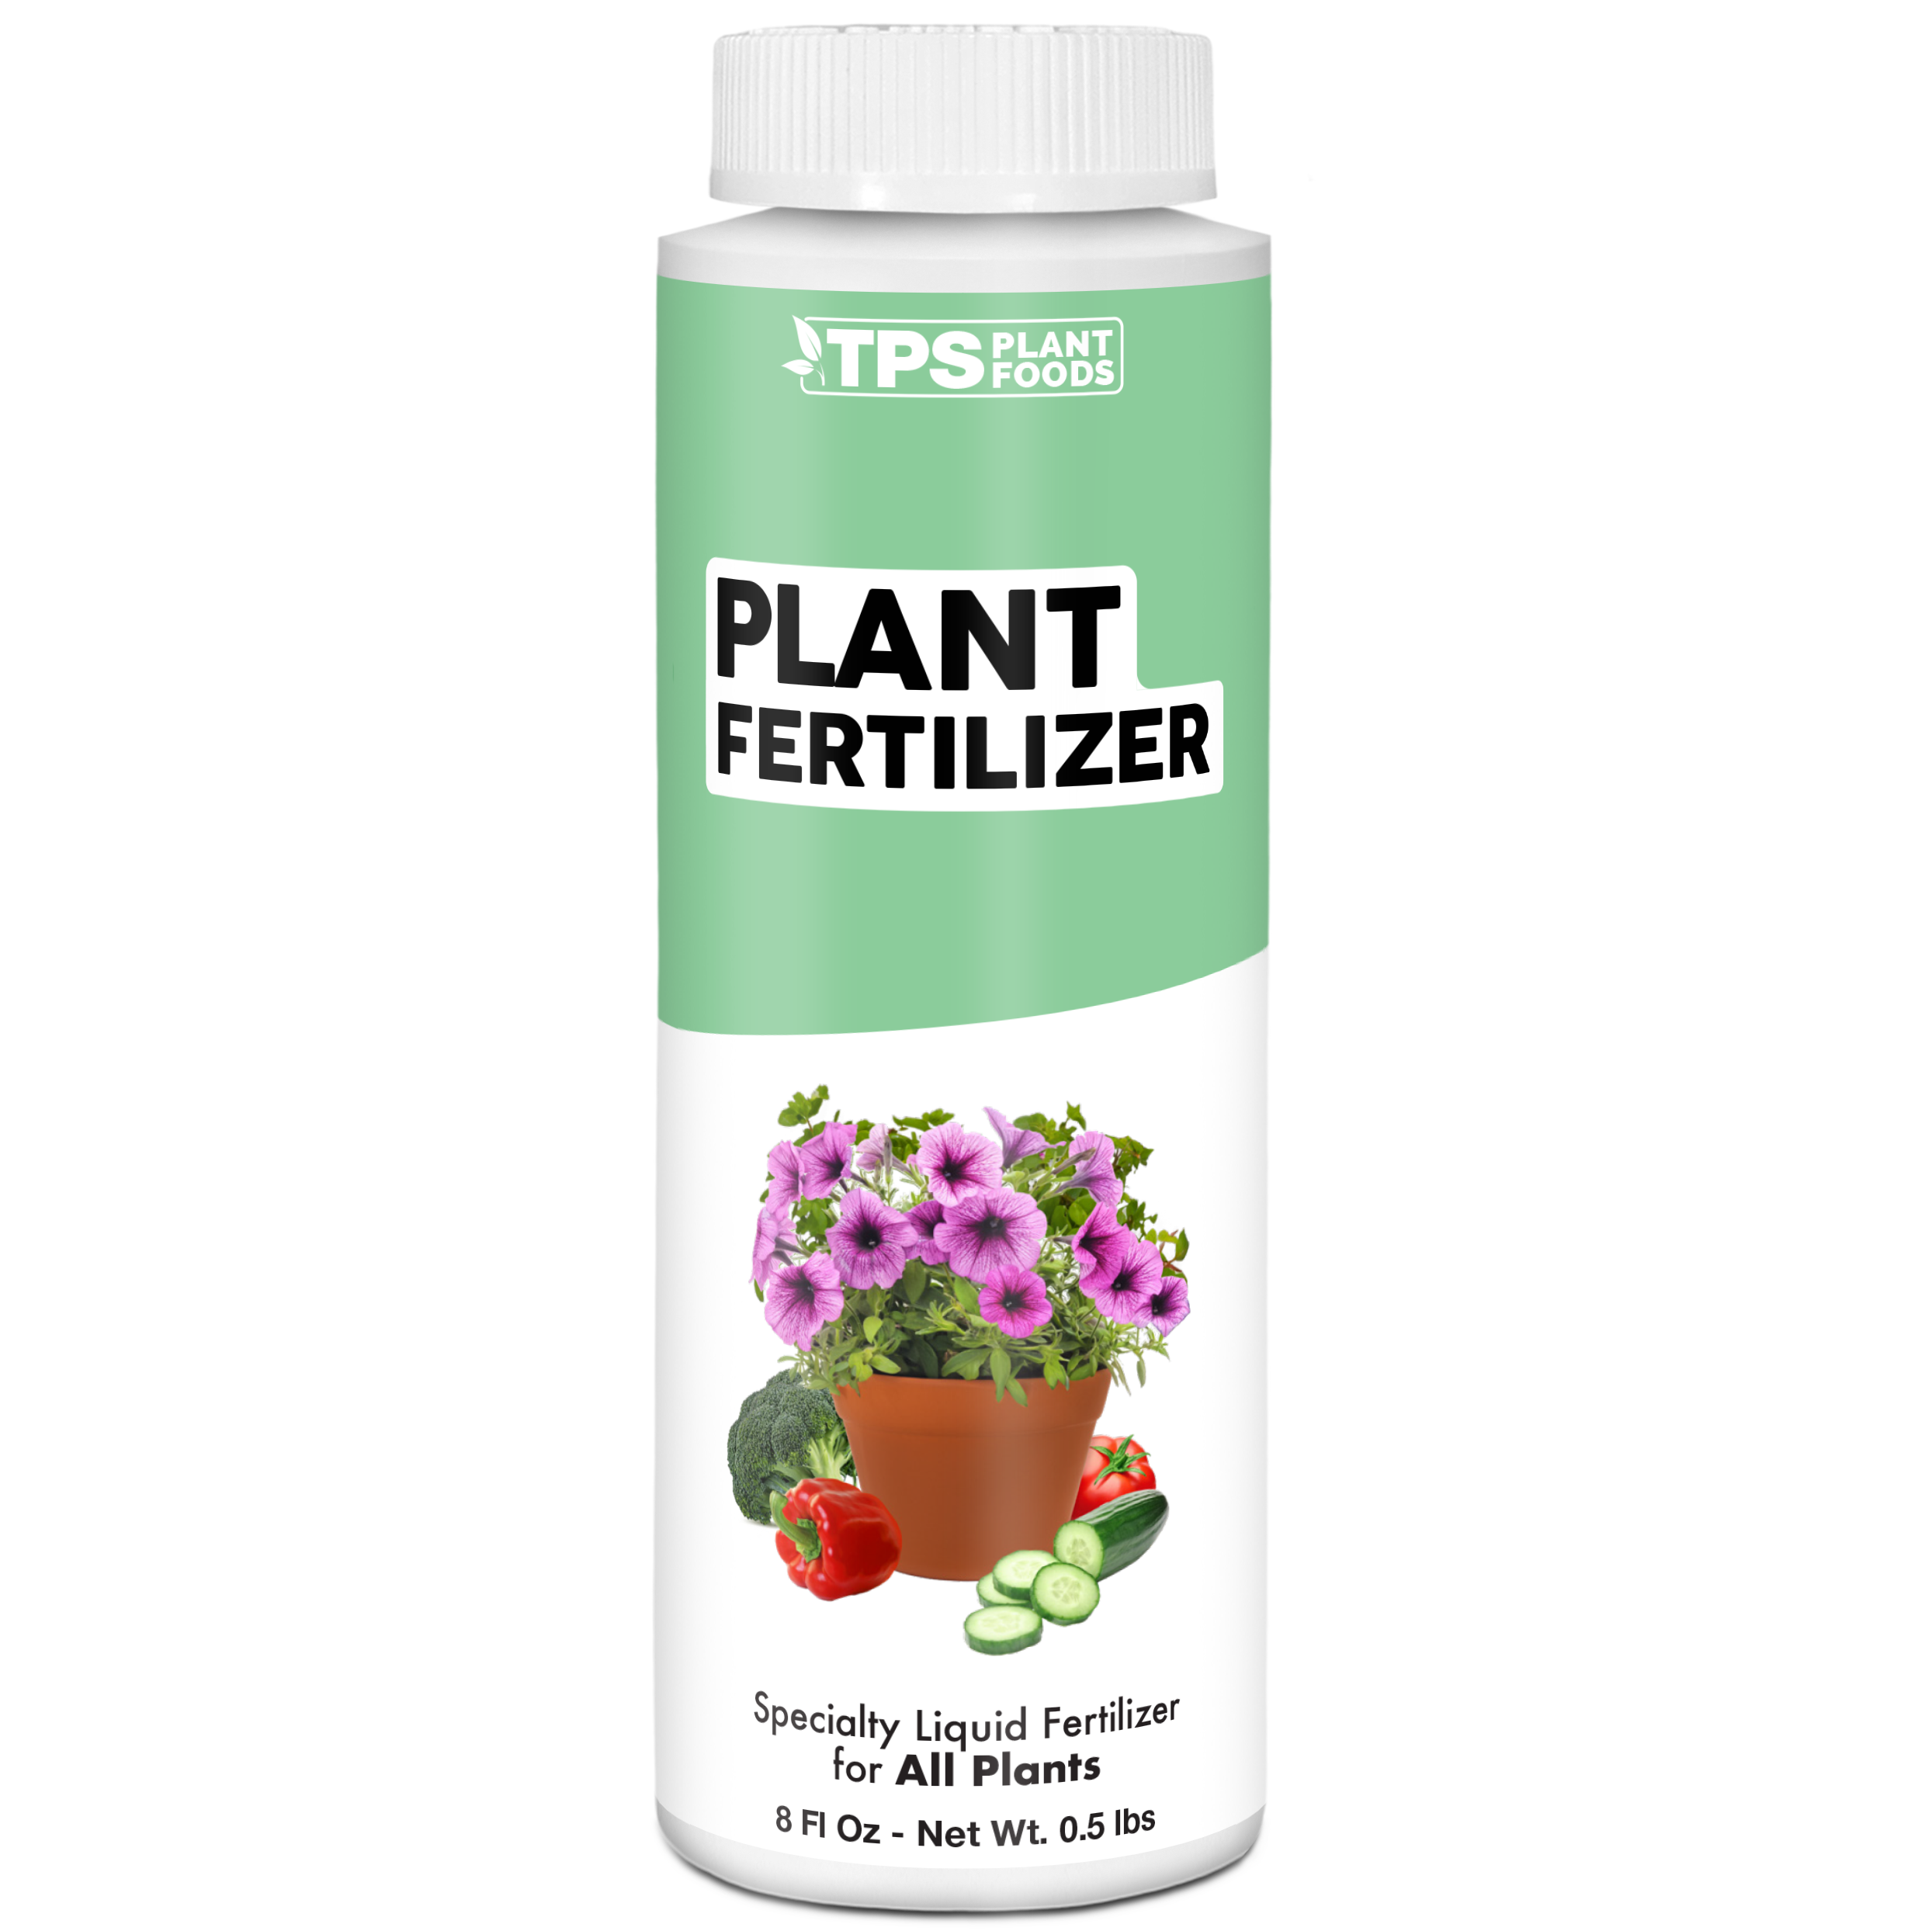 TPS PLANT FOODS
PLANT
FERTILIZER
Specialty Liquid Fertilizer
for All Plants
8 Fl Oz - Net Wt. 0.5 lbs